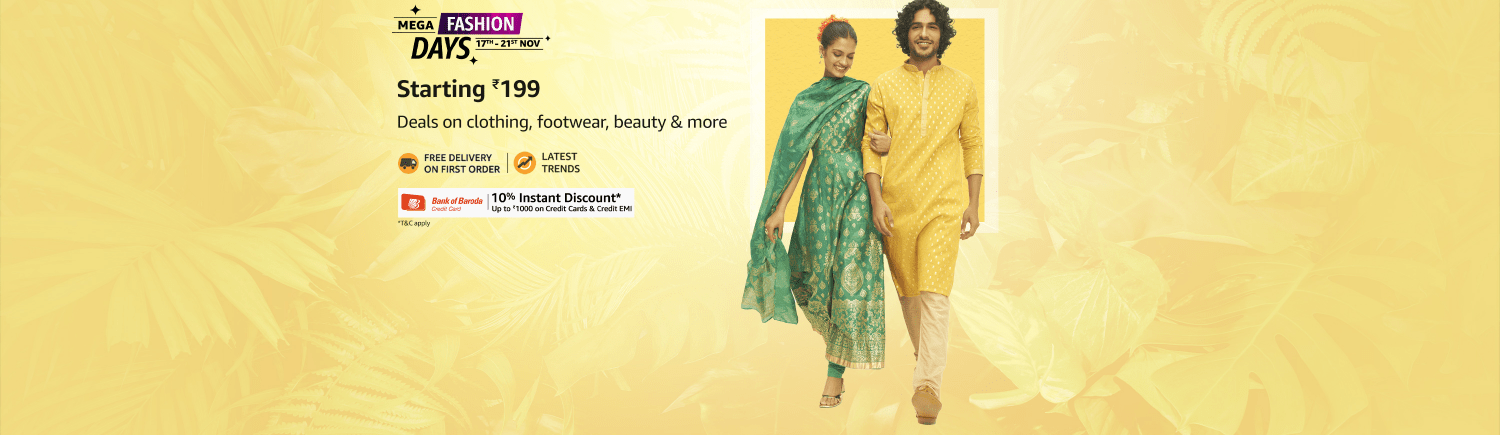 MEGA FASHION
DAYS 17TH - 21ST NOV
Starting ₹199
Deals on clothing, footwear, beauty & more
FREE DELIVERY
ON FIRST ORDER
LATEST
TRENDS
Bank of Baroda
Credit Card
10% Instant Discount*
Up to ₹1000 on Credit Cards & Credit EMI
*T&C apply